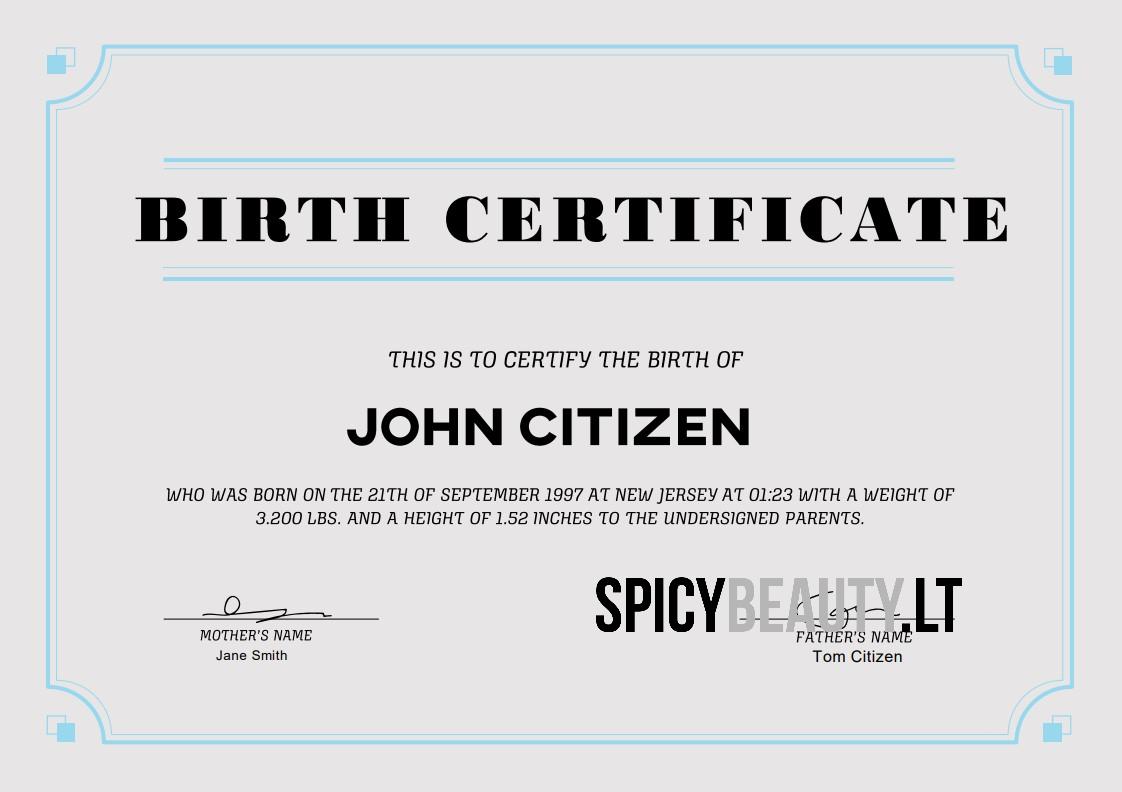 BIRTH CERTIFICATE
THIS IS TO CERTIFY THE BIRTH OF
JOHN CITIZEN
WHO WAS BORN ON THE 21TH OF SEPTEMBER 1997 AT NEW JERSEY AT 01:23 WITH A WEIGHT OF
3.200 LBS. AND A HEIGHT OF 1.52 INCHES TO THE UNDERSIGNED PARENTS.
SPICYBEAUTY.LT
MOTHER'S NAME
Jane Smith
FATHER'S NAME
Tom Citizen